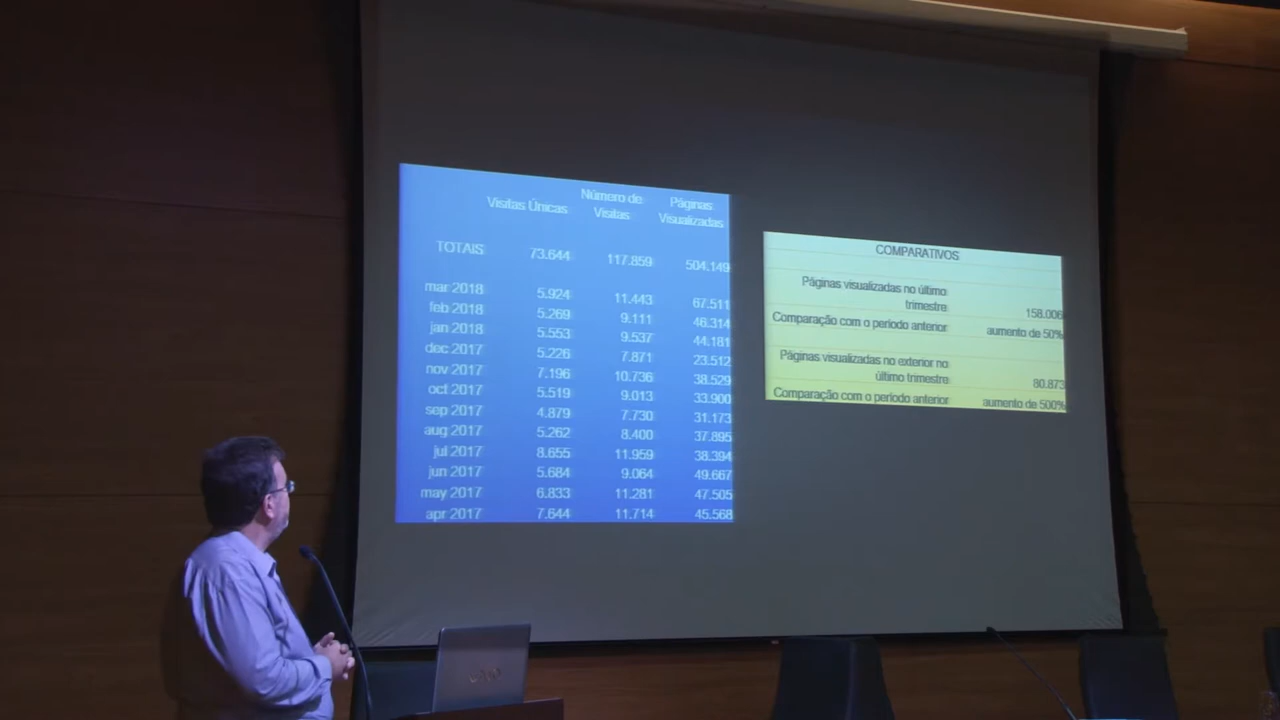 Visitas Únicas Número de Visitas Páginas Visualizadas
TOTAIS 73.644 117.859 504.149
mar 2018 5.924 11.443 67.511
feb 2018 5.269 9.111 46.314
jan 2018 5.553 9.537 44.181
dec 2017 5.226 7.871 23.512
nov 2017 7.196 10.736 38.529
oct 2017 5.519 9.013 33.900
sep 2017 4.879 7.730 31.173
aug 2017 5.262 8.400 37.895
jul 2017 8.655 11.959 38.394
jun 2017 5.684 9.064 49.667
may 2017 6.833 11.281 47.505
apr 2017 7.644 11.714 45.568
COMPARATIVOS
Páginas visualizadas no último
trimestre 158.006
Comparação com o período anterior aumento de 50%
Páginas visualizadas no exterior no
último trimestre 80.873
Comparação com o período anterior aumento de 500%
VAIO